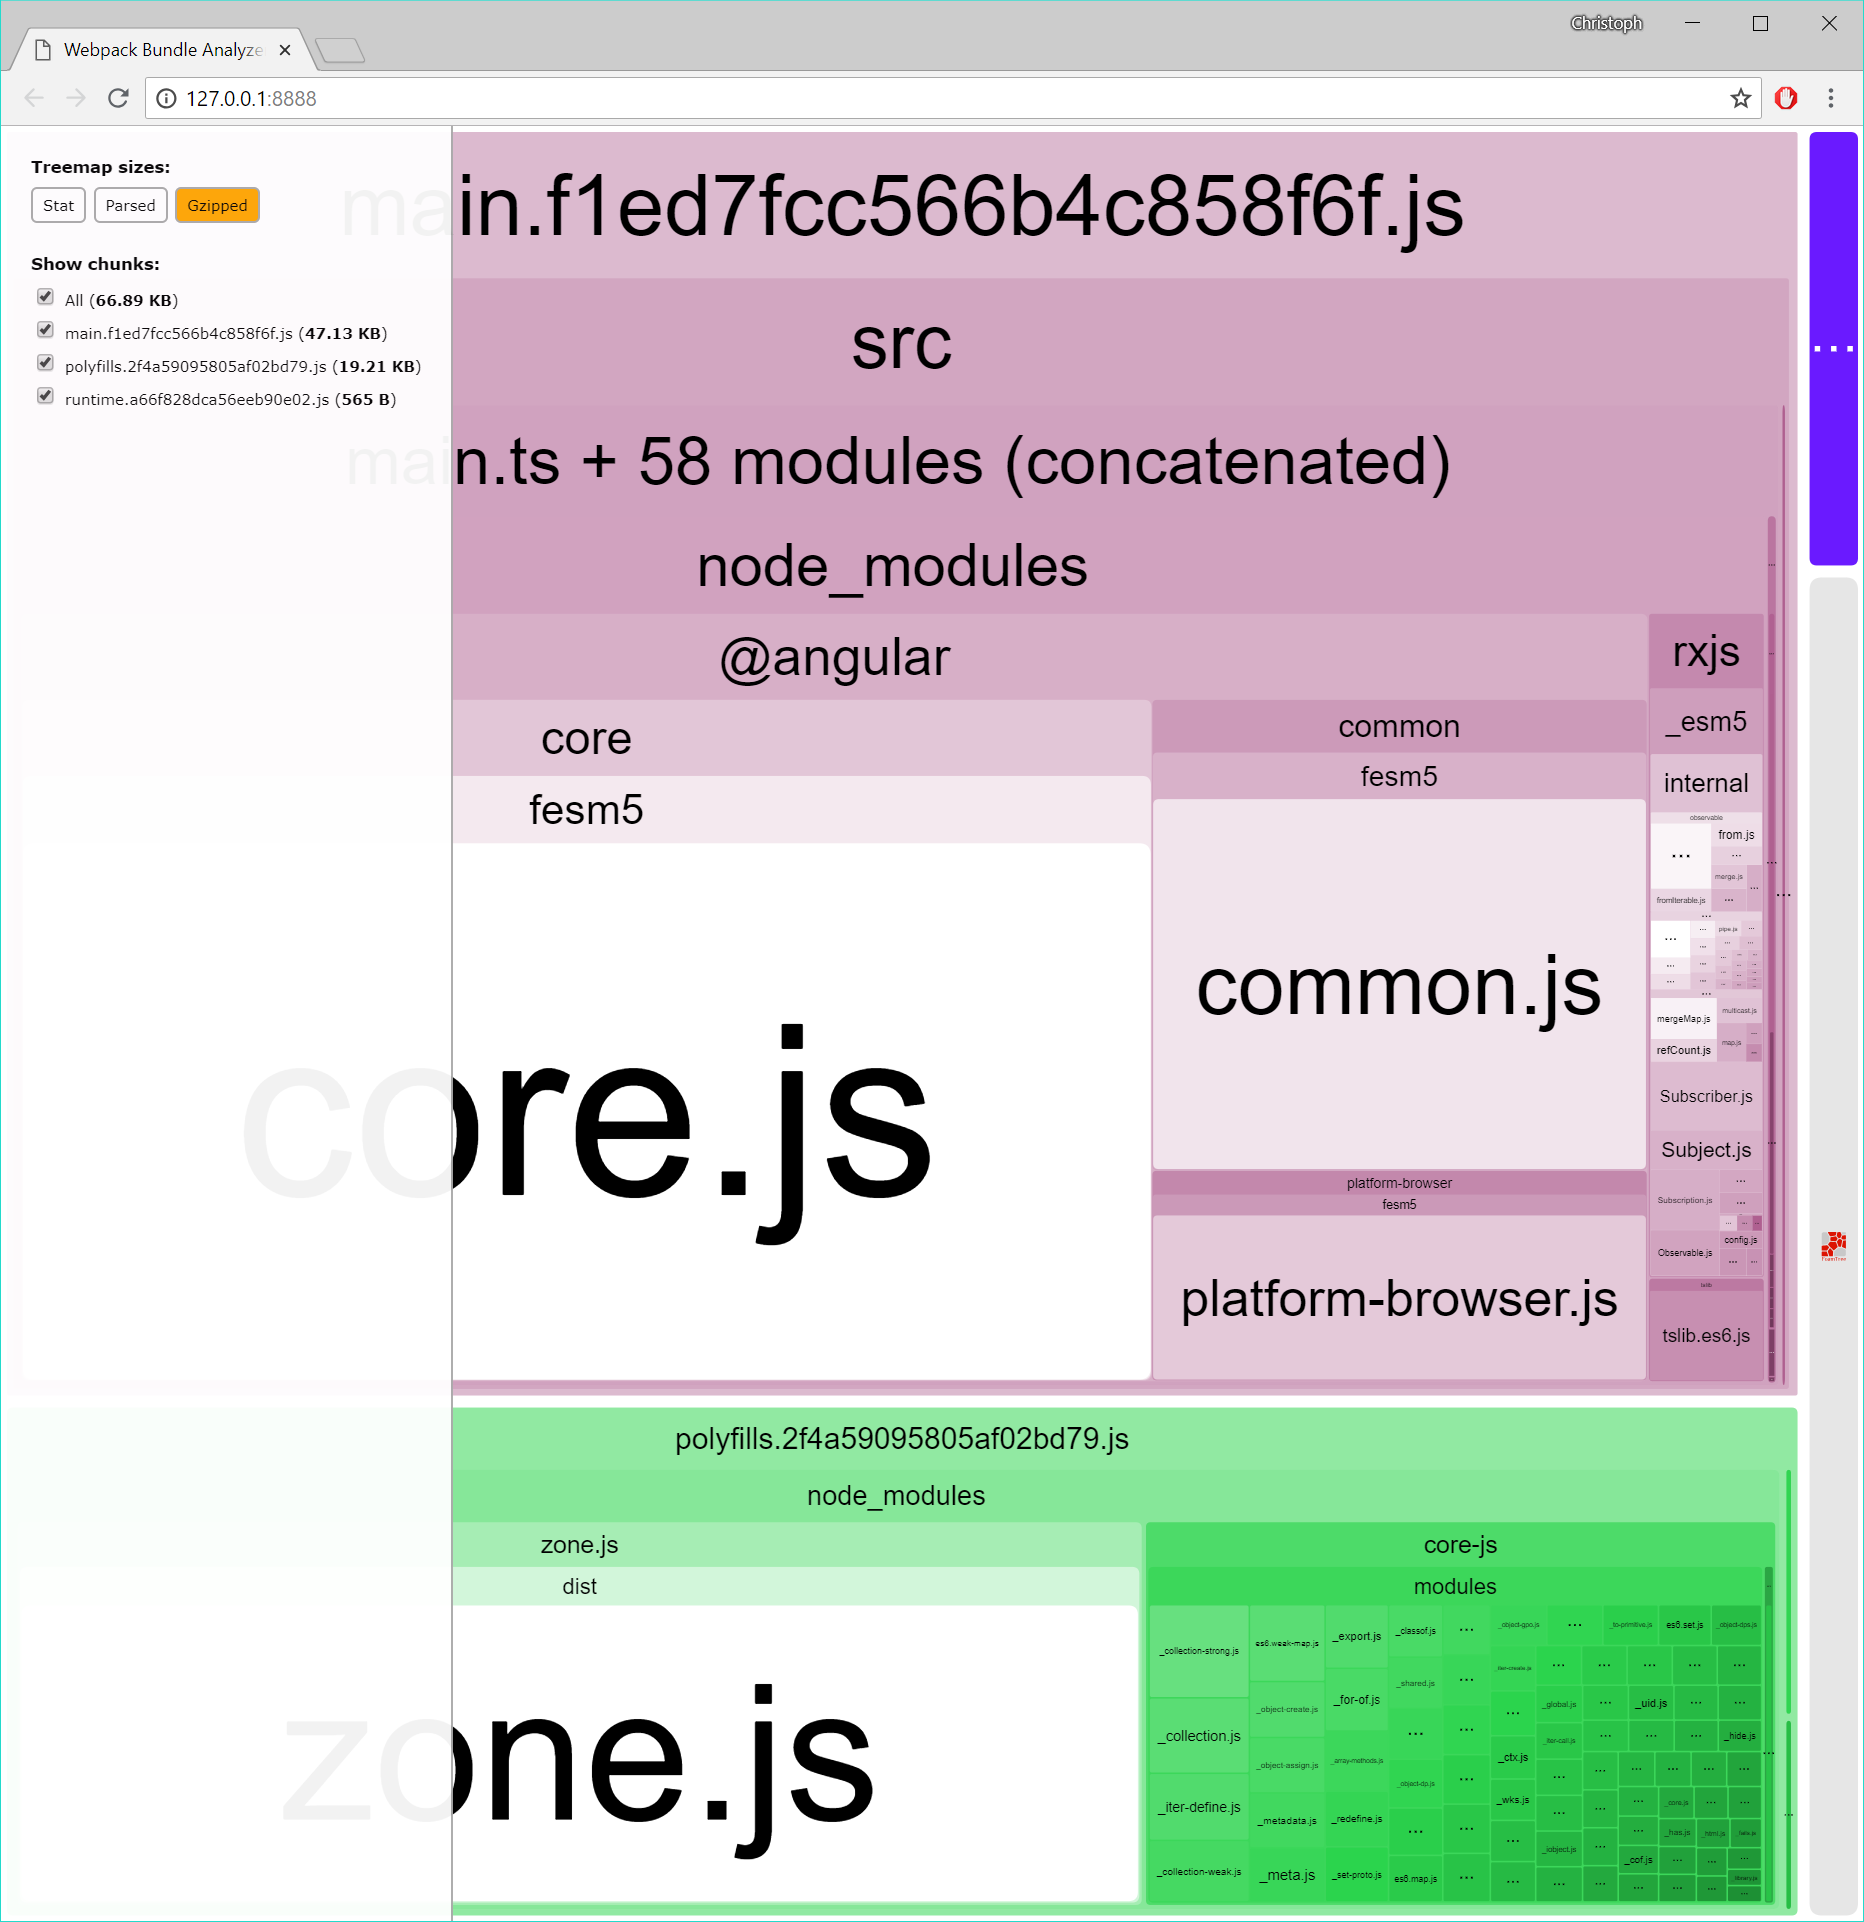 Christoph
Webpack Bundle Analyze
127.0.0.1:8888
Treemap sizes:
Stat
Parsed
Gzipped
Show chunks:
All (66.89 KB)
main.f1ed7fcc566b4c858f6f.js (47.13 KB)
polyfills.2f4a59095805af02bd79.js (19.21 KB)
runtime.a66f828dca56eeb90e02.js (565 B)
main.f1ed7fcc566b4c858f6f.js
src
main.ts + 58 modules (concatenated)
node_modules
@angular
core
fesm5
core.js
common
fesm5
common.js
platform-browser
fesm5
platform-browser.js
rxjs
_esm5
internal
observable
from.js
merge.js
fromIterable.js
pipe.js
mergeMap.js
multicast.js
refCount.js
map.js
Subscriber.js
Subject.js
Subscription.js
Observable.js
config.js
tslib
tslib.es6.js
polyfills.2f4a59095805af02bd79.js
node_modules
zone.js
dist
zone.js
core-js
modules
_collection-strong.js
_collection.js
_iter-define.js
_collection-weak.js
es6.weak-map.js
_object-create.js
_object-assign.js
_metadata.js
_meta.js
_export.js
_for-of.js
_array-methods.js
_redefine.js
_set-proto.js
_classof.js
_shared.js
_object-dp.js
es6.map.js
_object-gpo.js
_iter-create.js
_ctx.js
_wks.js
_to-primitive.js
es6.set.js
_object-dps.js
_global.js
_uid.js
_iter-call.js
_hide.js
_iobject.js
_core.js
_has.js
_html.js
_cof.js
_library.js